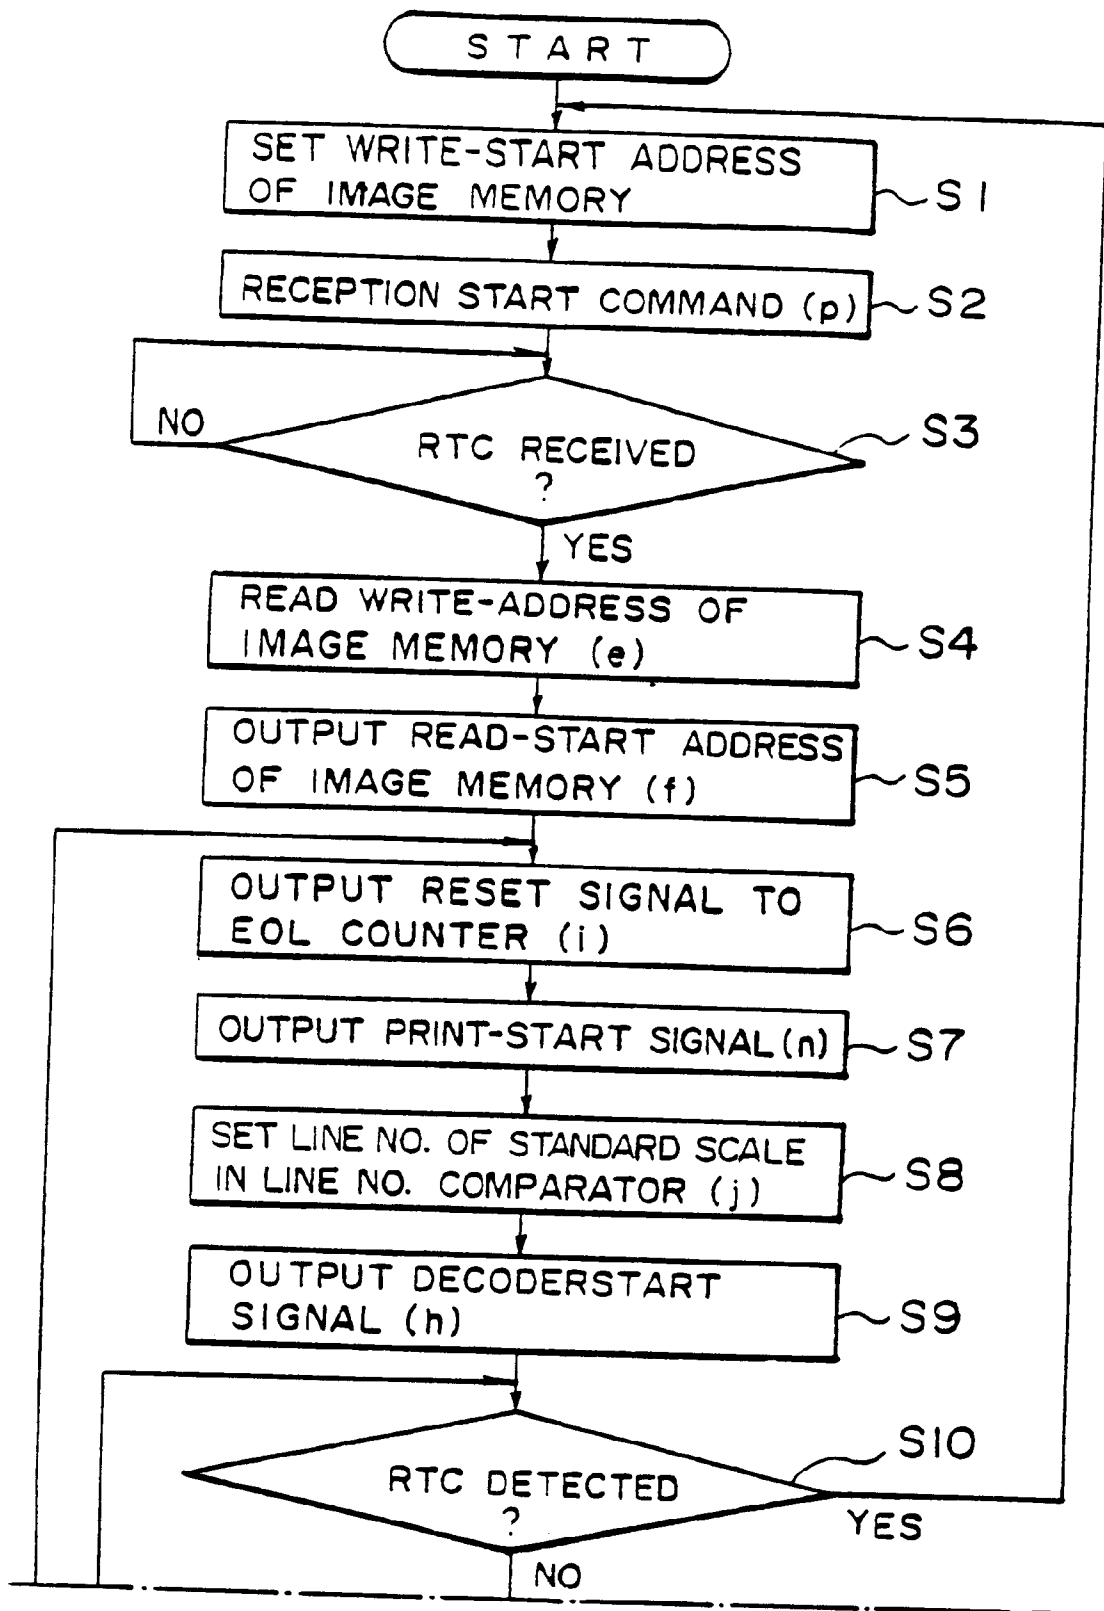 START
SET WRITE-START ADDRESS
OF IMAGE MEMORY
S1
RECEPTION START COMMAND (p)
S2
NO
RTC RECEIVED
?
S3
YES
READ WRITE-ADDRESS OF
IMAGE MEMORY (e)
S4
OUTPUT READ-START ADDRESS
OF IMAGE MEMORY (f)
S5
OUTPUT RESET SIGNAL TO
EOL COUNTER (i)
S6
OUTPUT PRINT-START SIGNAL(n)
S7
SET LINE NO. OF STANDARD SCALE
IN LINE NO. COMPARATOR (j)
S8
OUTPUT DECODERSTART
SIGNAL (h)
S9
RTC DETECTED
?
S10
YES
NO